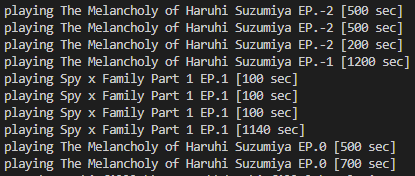 playing The Melancholy of Haruhi Suzumiya EP.-2 [500 sec]
playing The Melancholy of Haruhi Suzumiya EP.-2 [500 sec]
playing The Melancholy of Haruhi Suzumiya EP.-2 [200 sec]
playing The Melancholy of Haruhi Suzumiya EP.-1 [1200 sec]
playing Spy x Family Part 1 EP.1 [100 sec]
playing Spy x Family Part 1 EP.1 [100 sec]
playing Spy x Family Part 1 EP.1 [100 sec]
playing Spy x Family Part 1 EP.1 [1140 sec]
playing The Melancholy of Haruhi Suzumiya EP.0 [500 sec]
playing The Melancholy of Haruhi Suzumiya EP.0 [700 sec]